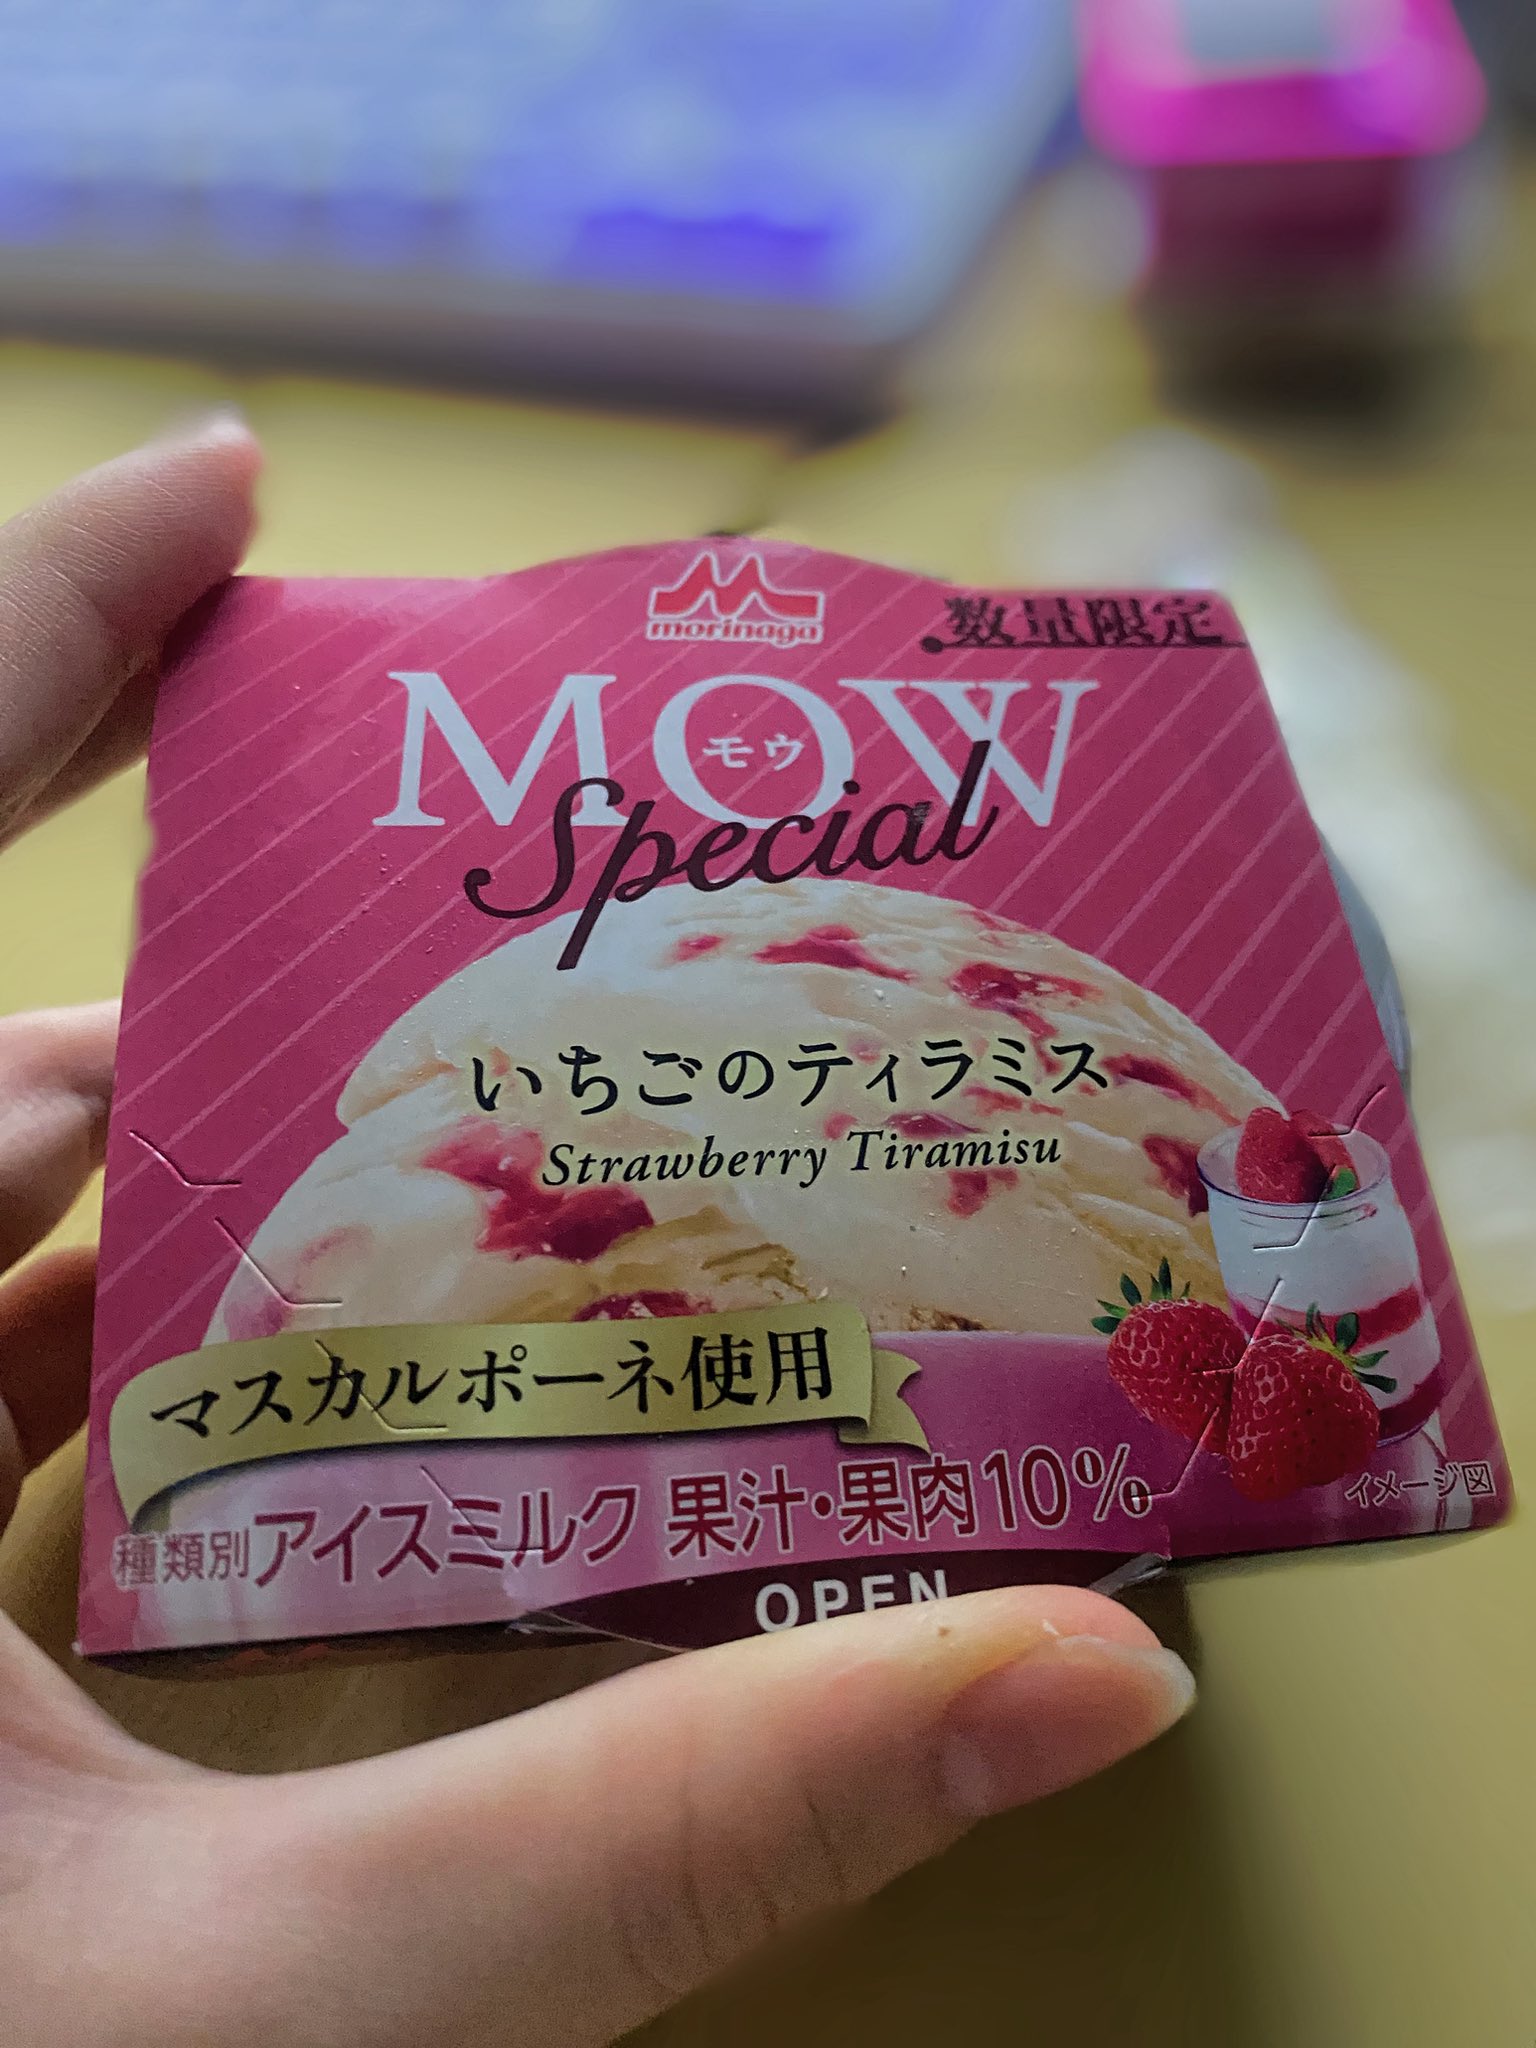 morinaga
数量限定
MOW
モウ
Special
いちごのティラミス
Strawberry Tiramisu
マスカルポーネ使用
種類別アイスミルク 果汁・果肉10%
イメージ図
OPEN